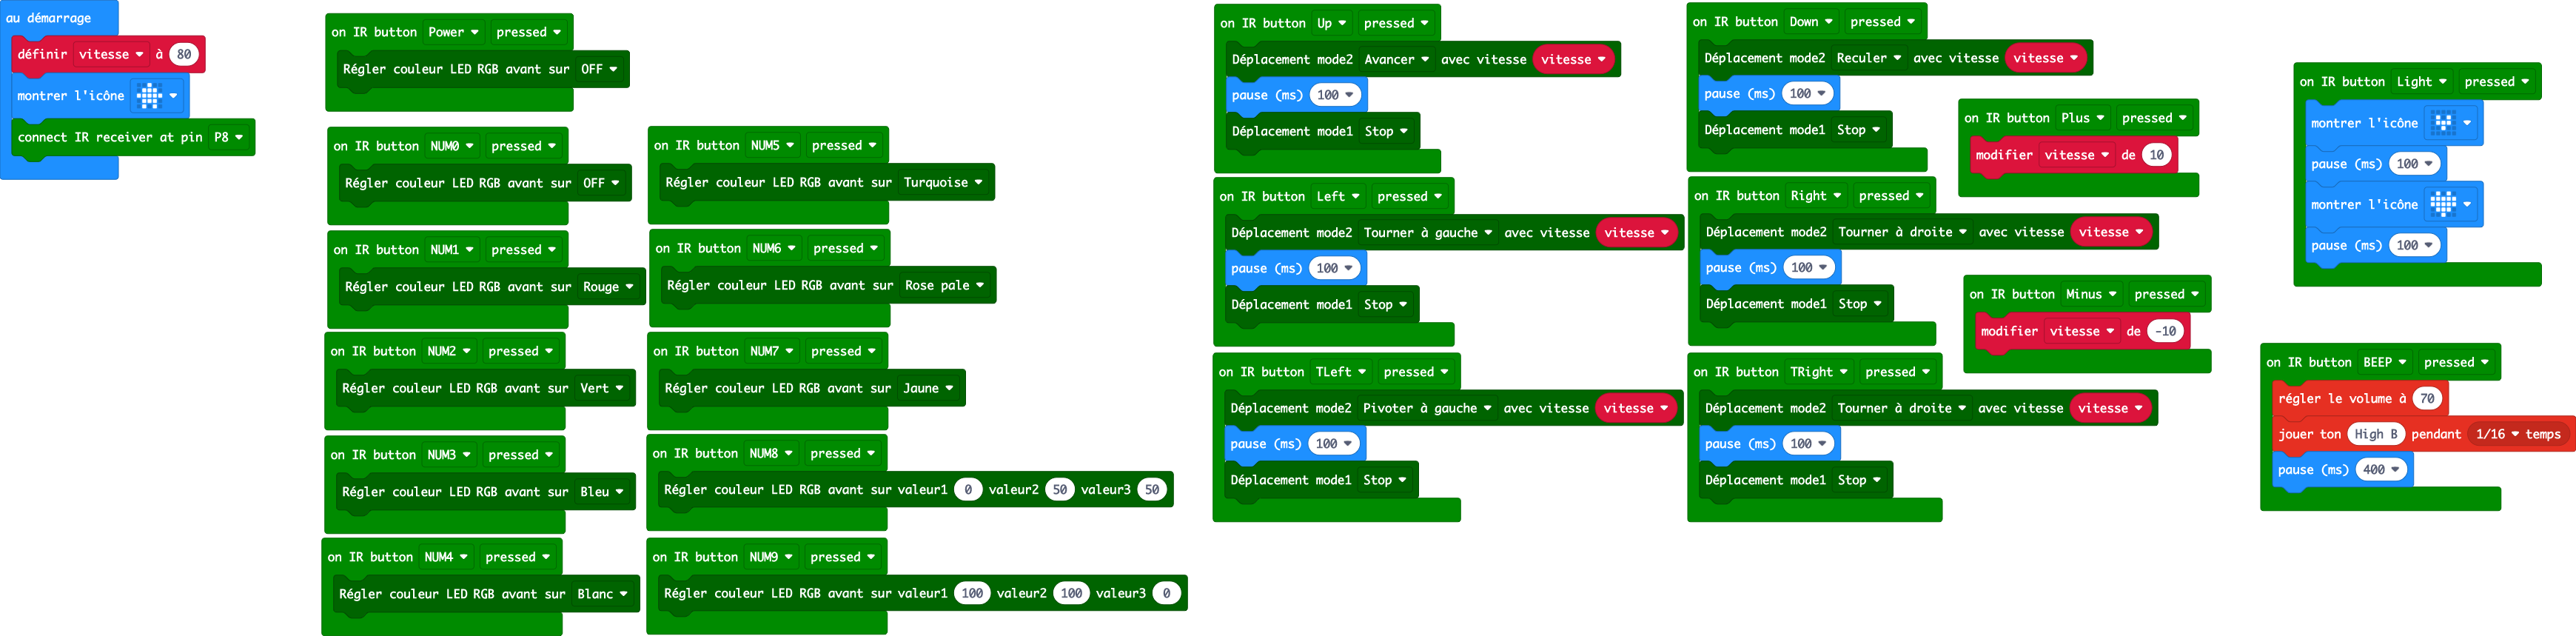 au démarrage
définir vitesse à 80
montrer l'icône
connect IR receiver at pin P8
on IR button Power pressed
Régler couleur LED RGB avant sur OFF
on IR button NUM0 pressed
Régler couleur LED RGB avant sur OFF
on IR button NUM1 pressed
Régler couleur LED RGB avant sur Rouge
on IR button NUM2 pressed
Régler couleur LED RGB avant sur Vert
on IR button NUM3 pressed
Régler couleur LED RGB avant sur Bleu
on IR button NUM4 pressed
Régler couleur LED RGB avant sur Blanc
on IR button NUM5 pressed
Régler couleur LED RGB avant sur Turquoise
on IR button NUM6 pressed
Régler couleur LED RGB avant sur Rose pale
on IR button NUM7 pressed
Régler couleur LED RGB avant sur Jaune
on IR button NUM8 pressed
Régler couleur LED RGB avant sur valeur1 0 valeur2 50 valeur3 50
on IR button NUM9 pressed
Régler couleur LED RGB avant sur valeur1 100 valeur2 100 valeur3 0
on IR button Up pressed
Déplacement mode2 Avancer avec vitesse vitesse
pause (ms) 100
Déplacement mode1 Stop
on IR button Left pressed
Déplacement mode2 Tourner à gauche avec vitesse vitesse
pause (ms) 100
Déplacement mode1 Stop
on IR button TLeft pressed
Déplacement mode2 Pivoter à gauche avec vitesse vitesse
pause (ms) 100
Déplacement mode1 Stop
on IR button Down pressed
Déplacement mode2 Reculer avec vitesse vitesse
pause (ms) 100
Déplacement mode1 Stop
on IR button Right pressed
Déplacement mode2 Tourner à droite avec vitesse vitesse
pause (ms) 100
Déplacement mode1 Stop
on IR button TRight pressed
Déplacement mode2 Tourner à droite avec vitesse vitesse
pause (ms) 100
Déplacement mode1 Stop
on IR button Plus pressed
modifier vitesse de 10
on IR button Minus pressed
modifier vitesse de -10
on IR button Light pressed
montrer l'icône
pause (ms) 100
montrer l'icône
pause (ms) 100
on IR button BEEP pressed
régler le volume à 70
jouer ton High B pendant 1/16 temps
pause (ms) 400